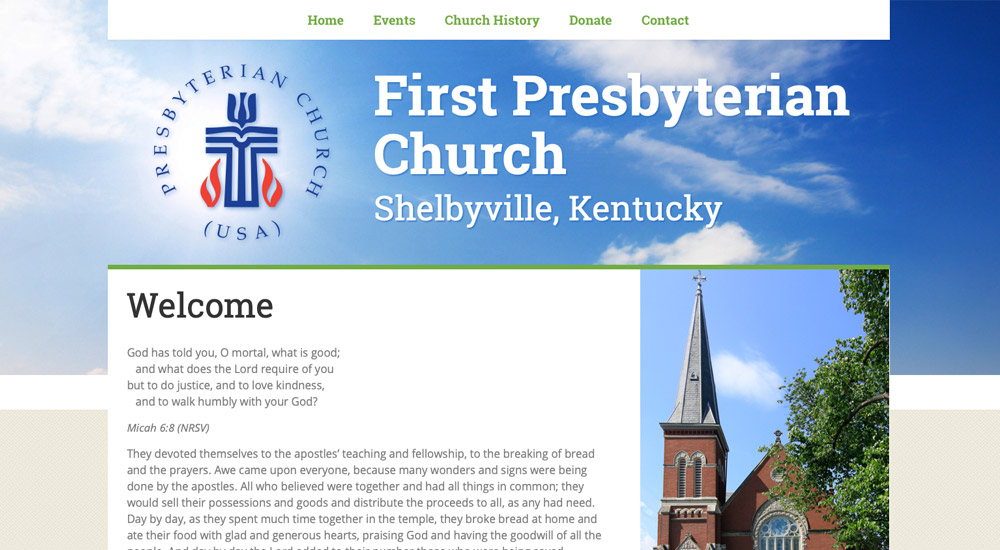 Home Events Church History Donate Contact
PRESBYTERIAN CHURCH
(USA)
First Presbyterian
Church
Shelbyville, Kentucky
Welcome
God has told you, O mortal, what is good;
and what does the Lord require of you
but to do justice, and to love kindness,
and to walk humbly with your God?
Micah 6:8 (NRSV)
They devoted themselves to the apostles’ teaching and fellowship, to the breaking of bread
and the prayers. Awe came upon everyone, because many wonders and signs were being
done by the apostles. All who believed were together and had all things in common; they
would sell their possessions and goods and distribute the proceeds to all, as any had need.
Day by day, as they spent much time together in the temple, they broke bread at home and
ate their food with glad and generous hearts, praising God and having the goodwill of all the